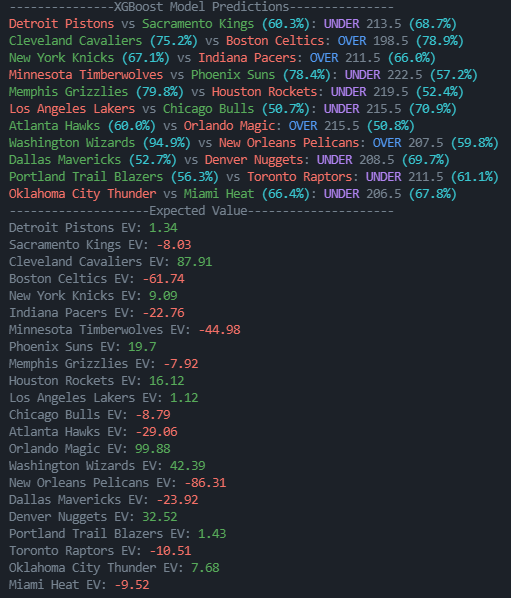 ---------------XGBoost Model Predictions---------------
Detroit Pistons vs Sacramento Kings (60.3%): UNDER 213.5 (68.7%)
Cleveland Cavaliers (75.2%) vs Boston Celtics: OVER 198.5 (78.9%)
New York Knicks (67.1%) vs Indiana Pacers: OVER 211.5 (66.0%)
Minnesota Timberwolves vs Phoenix Suns (78.4%): UNDER 222.5 (57.2%)
Memphis Grizzlies (79.8%) vs Houston Rockets: UNDER 219.5 (52.4%)
Los Angeles Lakers vs Chicago Bulls (50.7%): UNDER 215.5 (70.9%)
Atlanta Hawks (60.0%) vs Orlando Magic: OVER 215.5 (50.8%)
Washington Wizards (94.9%) vs New Orleans Pelicans: OVER 207.5 (59.8%)
Dallas Mavericks (52.7%) vs Denver Nuggets: UNDER 208.5 (69.7%)
Portland Trail Blazers (56.3%) vs Toronto Raptors: UNDER 211.5 (61.1%)
Oklahoma City Thunder vs Miami Heat (66.4%): UNDER 206.5 (67.8%)
--------------------Expected Value---------------------
Detroit Pistons EV: 1.34
Sacramento Kings EV: -8.03
Cleveland Cavaliers EV: 87.91
Boston Celtics EV: -61.74
New York Knicks EV: 9.09
Indiana Pacers EV: -22.76
Minnesota Timberwolves EV: -44.98
Phoenix Suns EV: 19.7
Memphis Grizzlies EV: -7.92
Houston Rockets EV: 16.12
Los Angeles Lakers EV: 1.12
Chicago Bulls EV: -8.79
Atlanta Hawks EV: -29.06
Orlando Magic EV: 99.88
Washington Wizards EV: 42.39
New Orleans Pelicans EV: -86.31
Dallas Mavericks EV: -23.92
Denver Nuggets EV: 32.52
Portland Trail Blazers EV: 1.43
Toronto Raptors EV: -10.51
Oklahoma City Thunder EV: 7.68
Miami Heat EV: -9.52